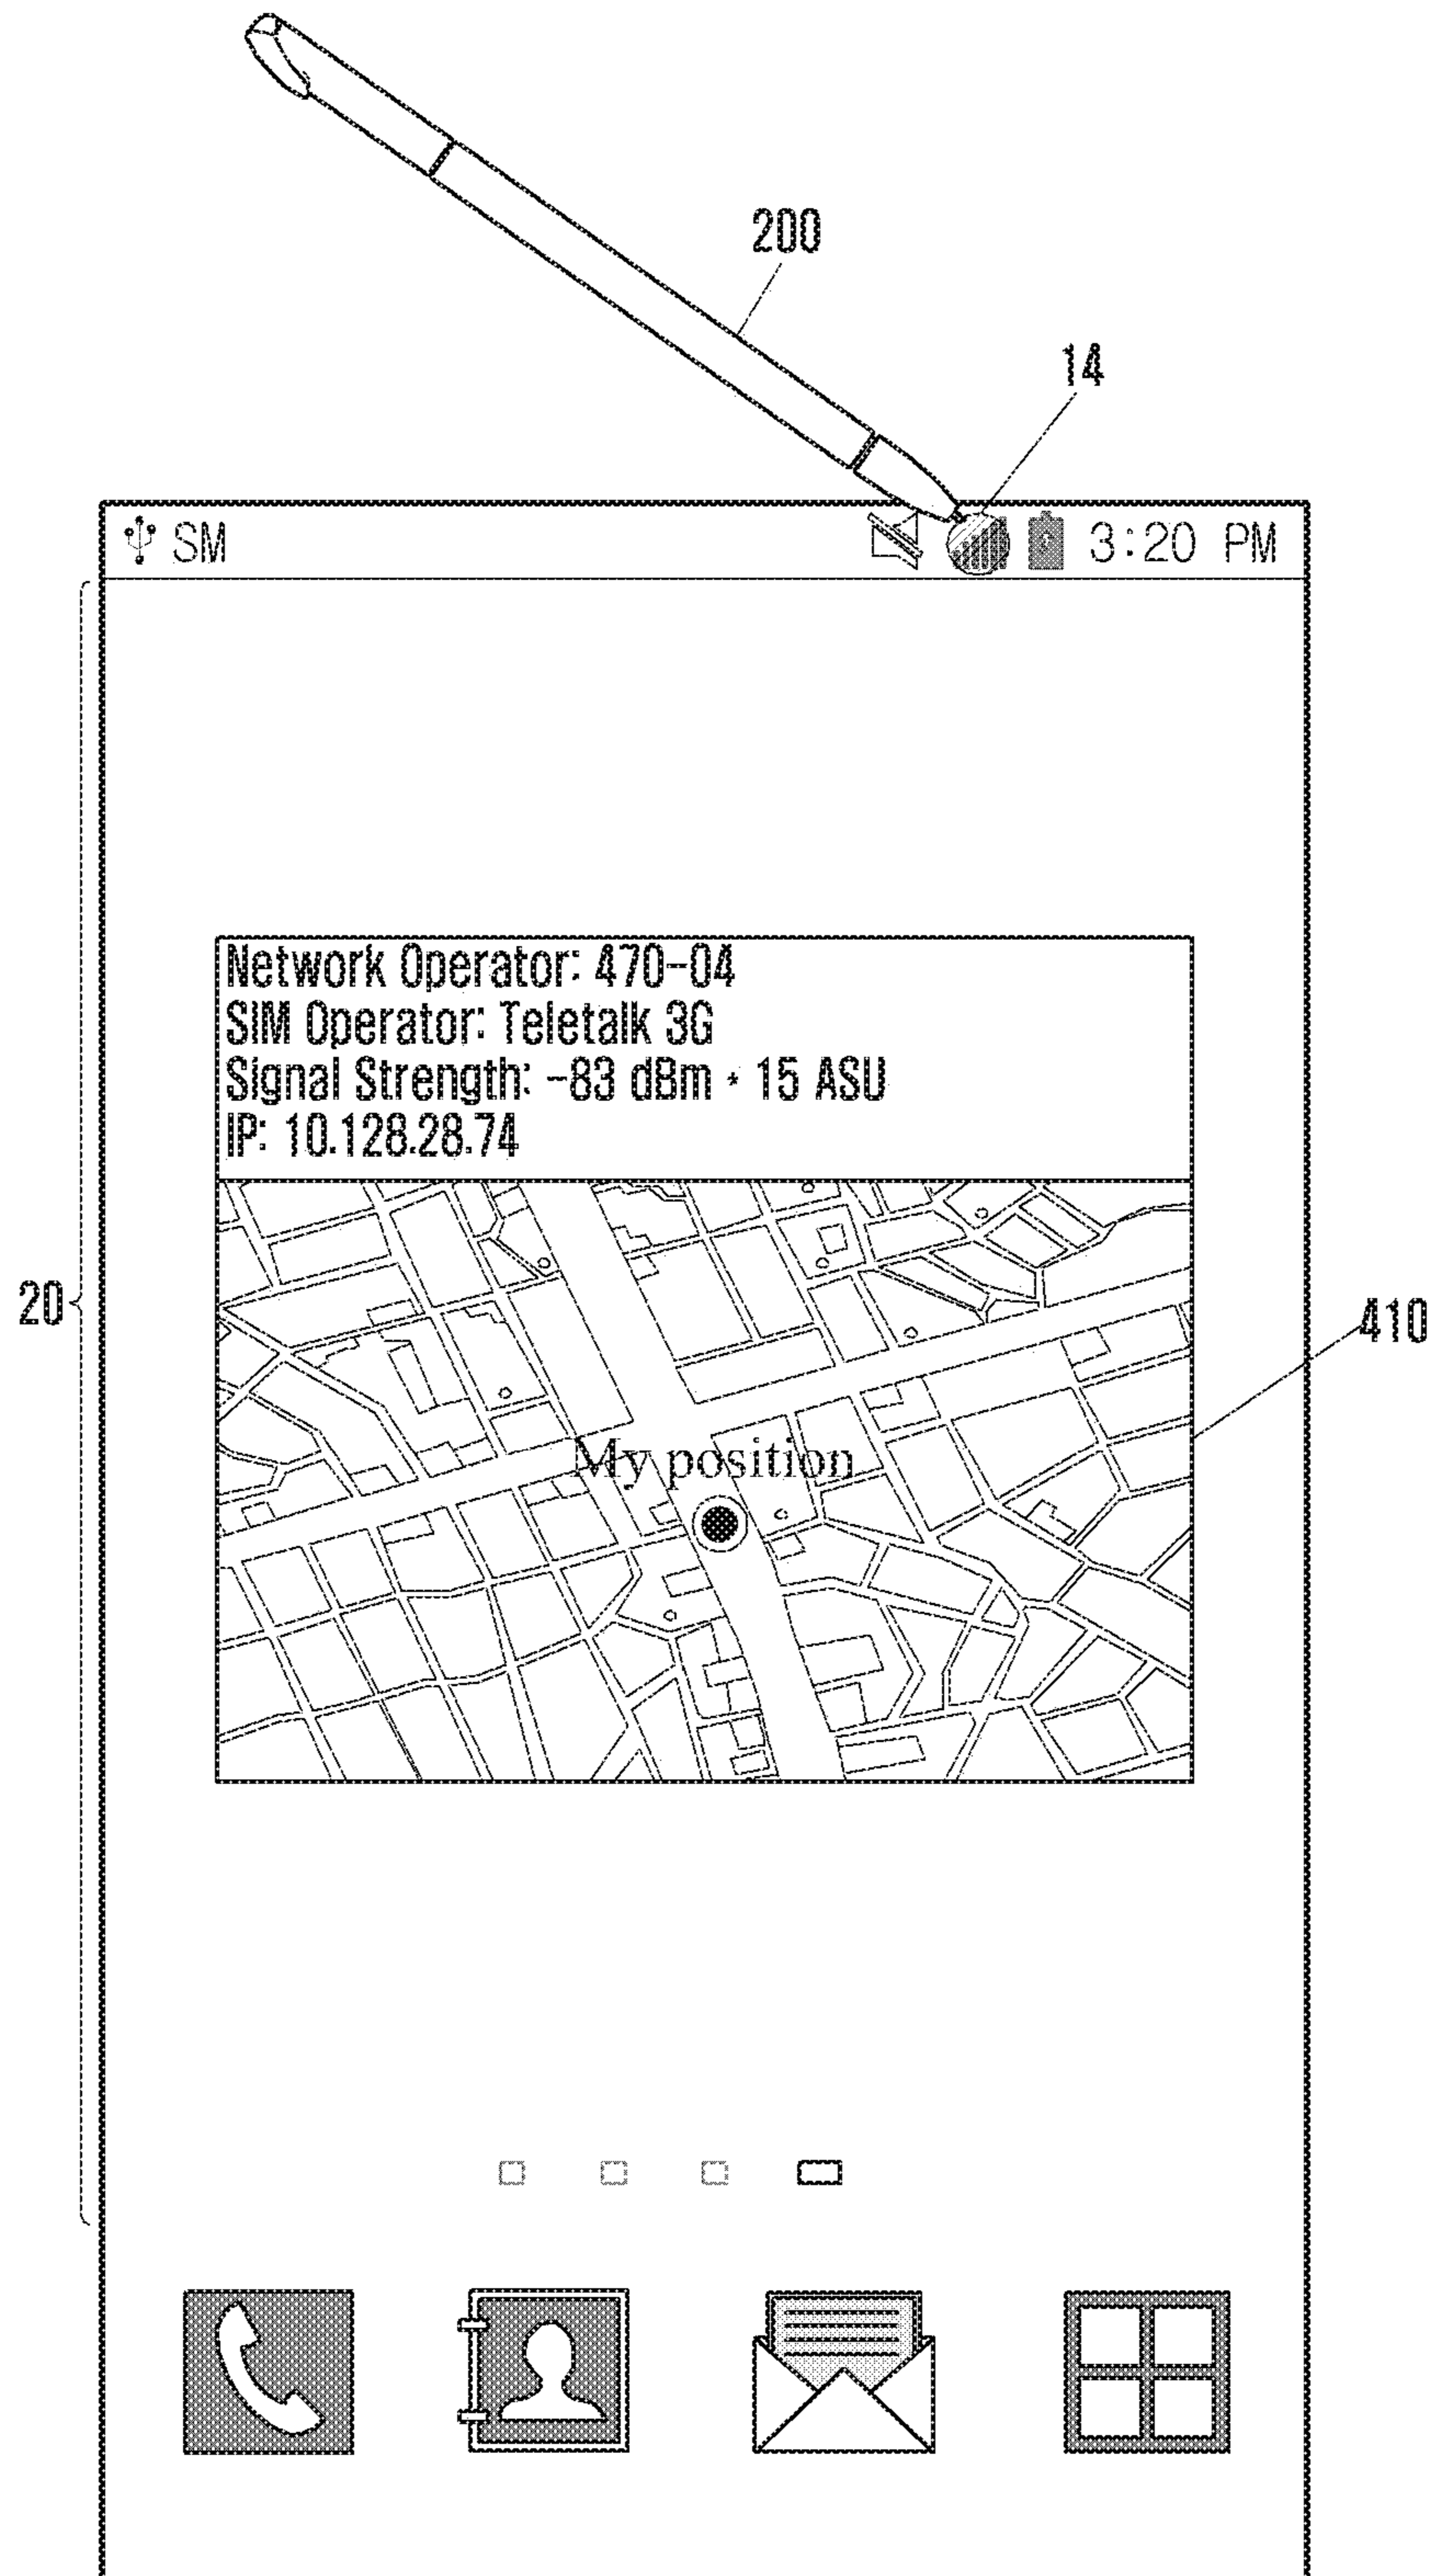 200
14
SM 3:20 PM
Network Operator: 470-04
SIM Operator: Teletalk 3G
Signal Strength: -83 dBm * 15 ASU
IP: 10.128.28.74
20
410
My position